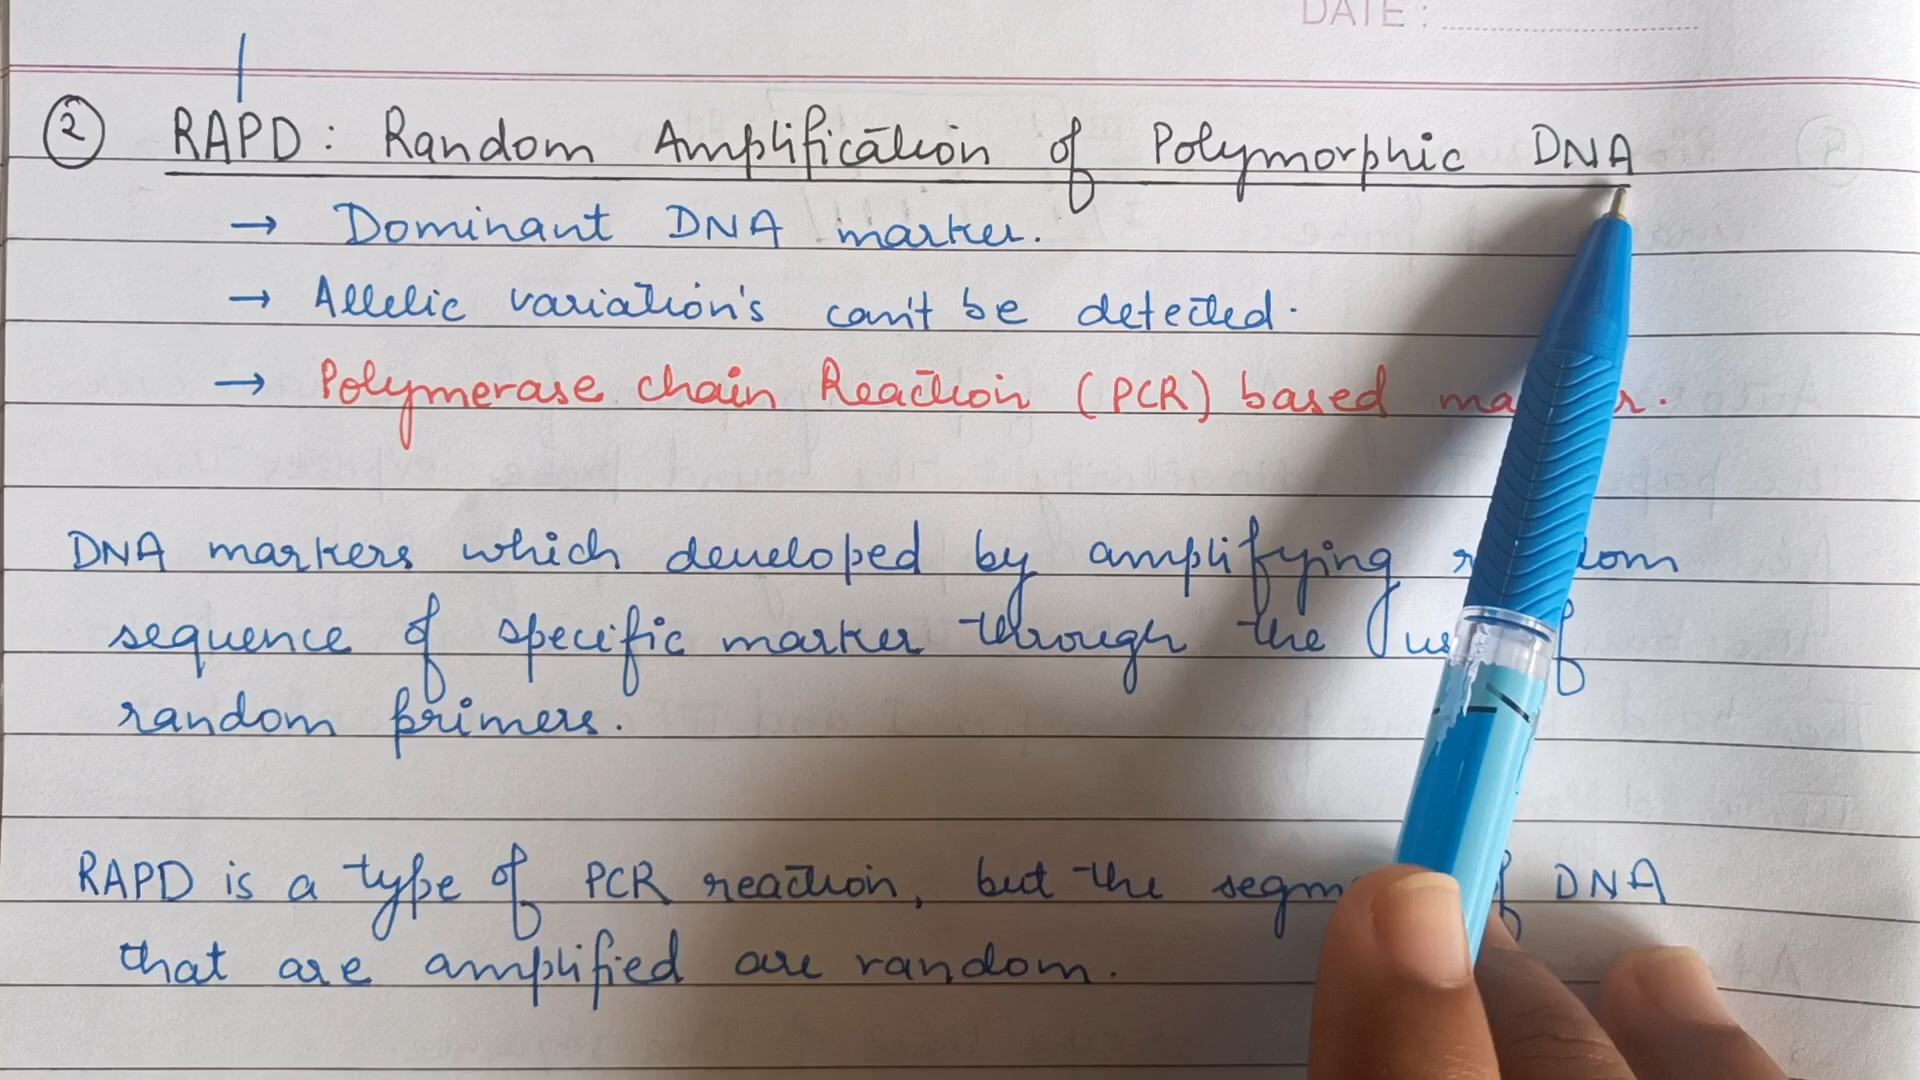 DATE :
② RAPD : Random Amplification of Polymorphic DNA
→ Dominant DNA marker.
→ Allelic variation's can't be detected.
→ Polymerase chain Reaction (PCR) based
DNA markers which developed by amplifying
sequence of specific marker through the
random primers.
RAPD is a type of PCR reaction, but the DNA
that are amplified are random.